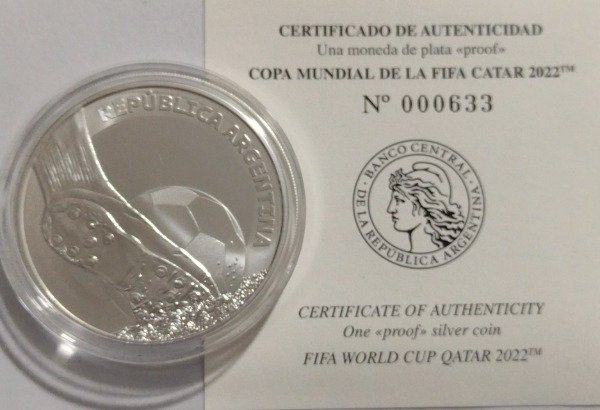 REPÚBLICA ARGENTINA
CERTIFICADO DE AUTENTICIDAD
Una moneda de plata «proof»
COPA MUNDIAL DE LA FIFA CATAR 2022™
Nº 000633
BANCO CENTRAL
DE LA REPÚBLICA ARGENTINA
CERTIFICATE OF AUTHENTICITY
One «proof» silver coin
FIFA WORLD CUP QATAR 2022™